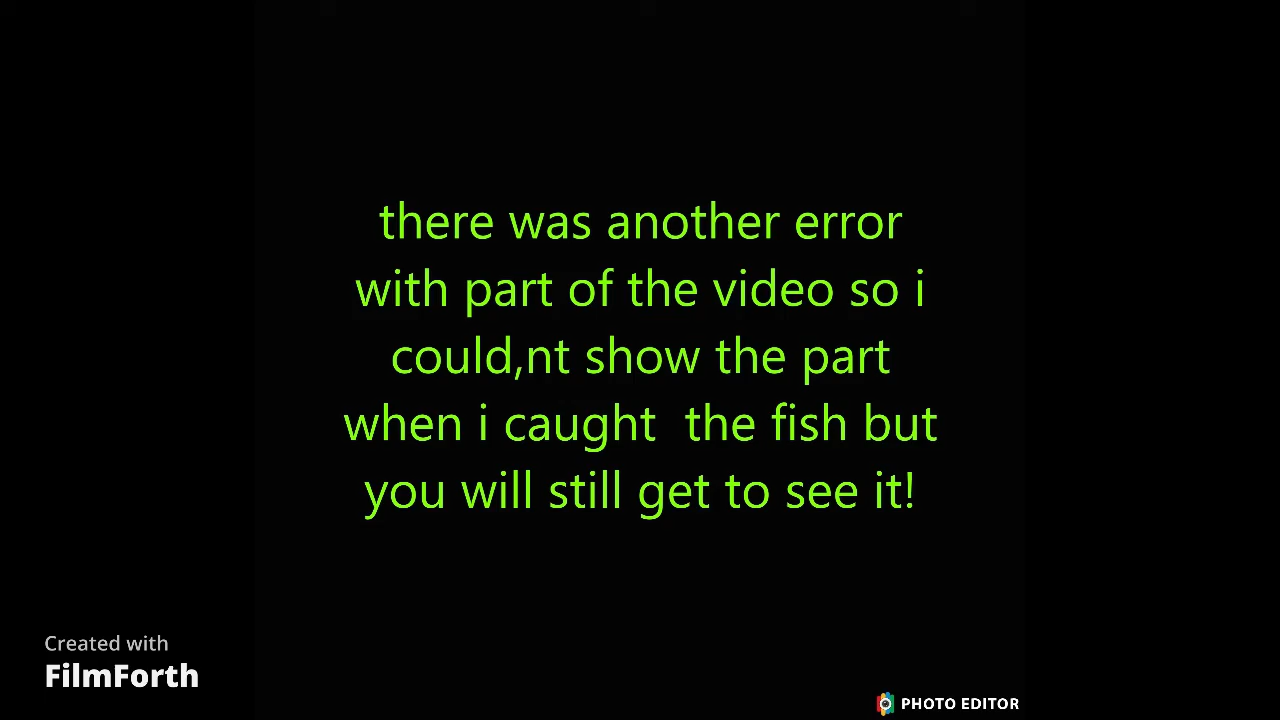 there was another error
with part of the video so i
could,nt show the part
when i caught  the fish but
you will still get to see it!
Created with
FilmForth
PHOTO EDITOR